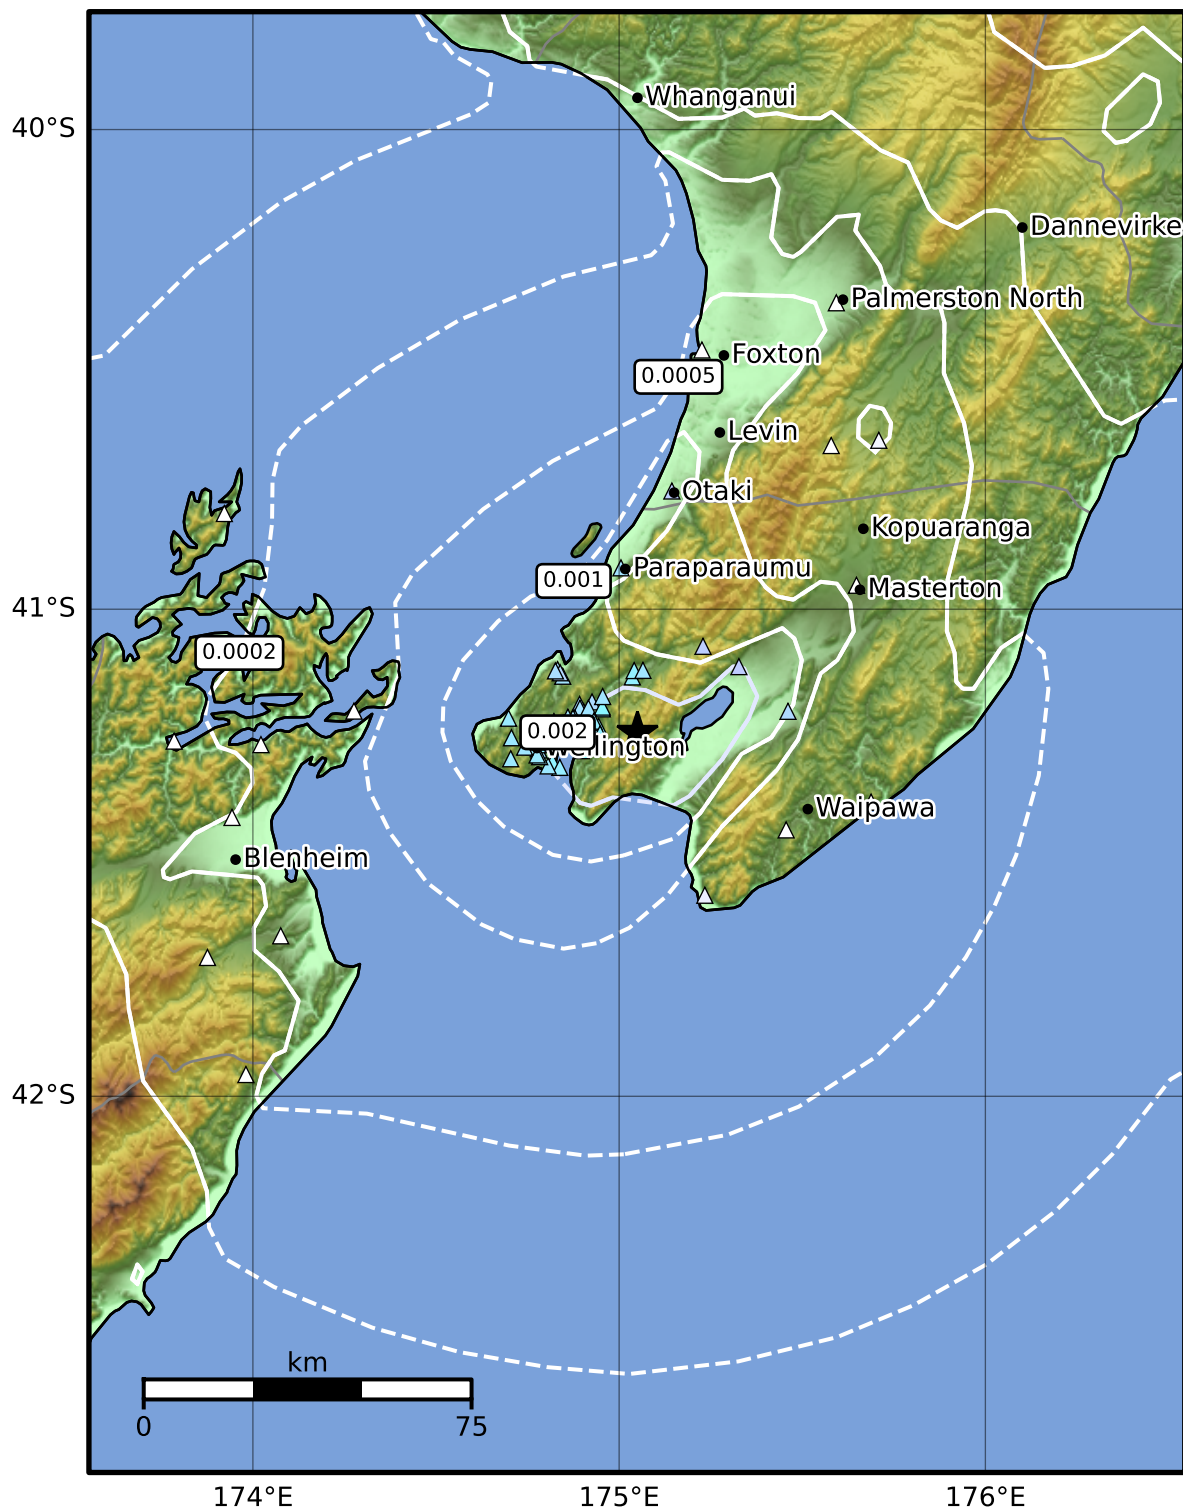 Whanganui
40°S
Dannevirke
Palmerston North
Foxton
0.0005
Levin
Otaki
Kopuaranga
Paraparaumu
0.001
Masterton
41°S
0.0002
0.002
Wellington
Waipawa
Blenheim
42°S
km
0 75
174°E 175°E 176°E